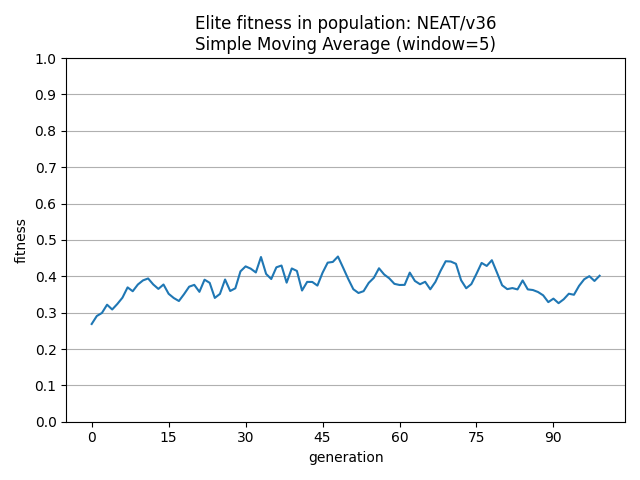 Elite fitness in population: NEAT/v36
Simple Moving Average (window=5)
1.0
0.9
0.8
0.7
0.6
0.5
0.4
0.3
0.2
0.1
0.0
fitness
0 15 30 45 60 75 90
generation